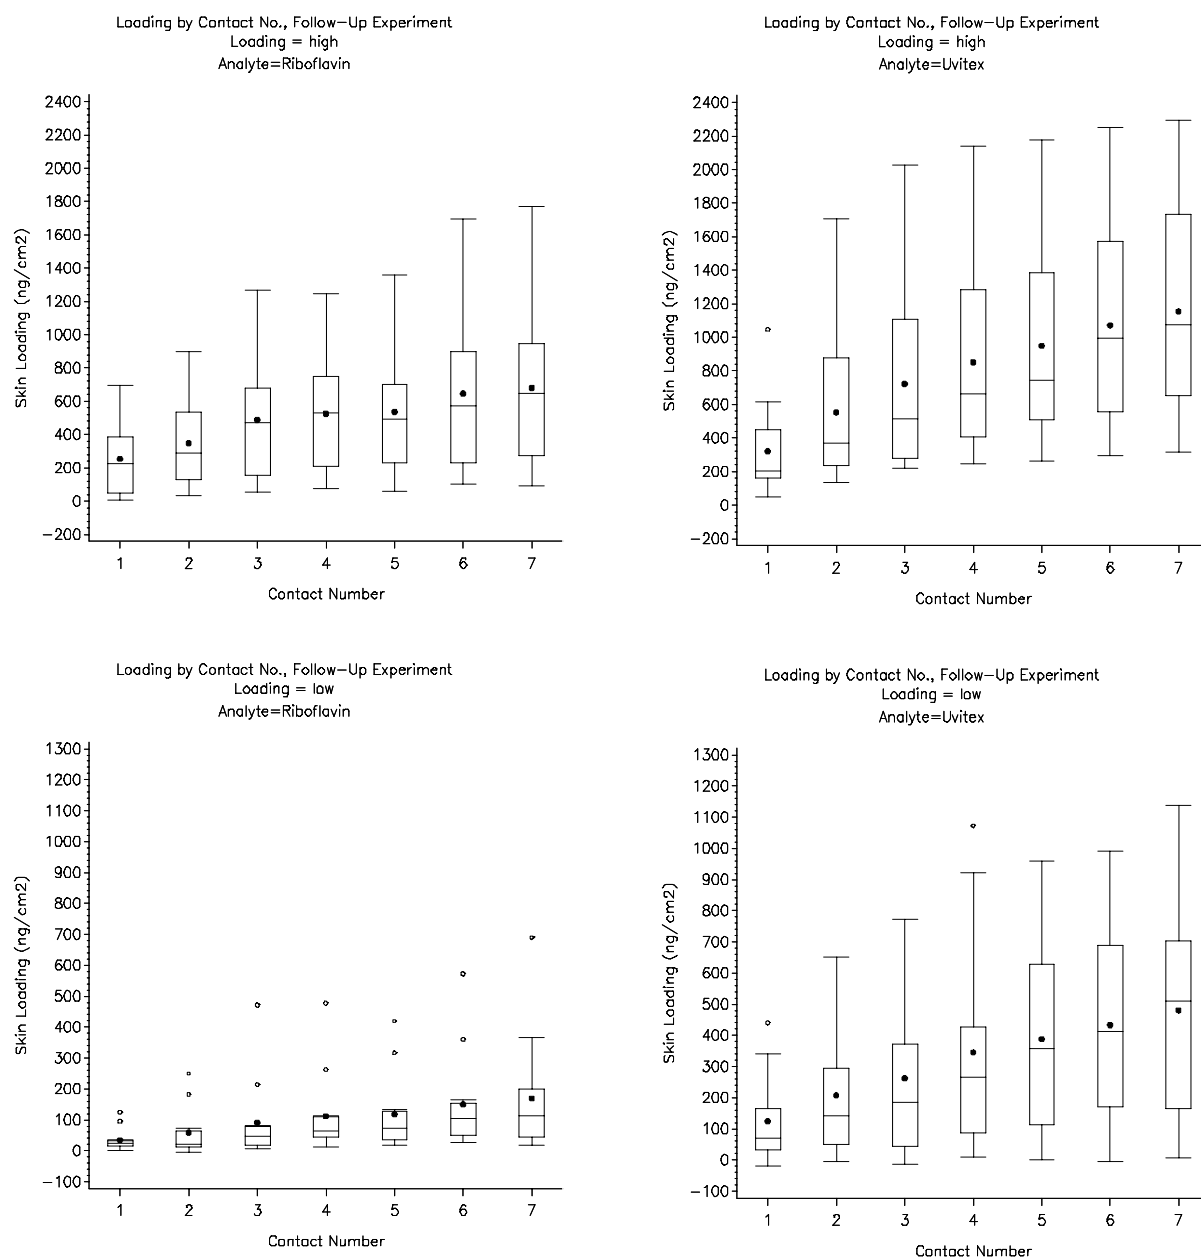 Loading by Contact No., Follow-Up Experiment
Loading = high
Analyte=Riboflavin
2400
2200
2000
1800
1600
1400
1200
1000
800
600
400
200
0
-200
Skin Loading (ng/cm2)
1 2 3 4 5 6 7
Contact Number
Loading by Contact No., Follow-Up Experiment
Loading = high
Analyte=Uvitex
2400
2200
2000
1800
1600
1400
1200
1000
800
600
400
200
0
-200
Skin Loading (ng/cm2)
1 2 3 4 5 6 7
Contact Number
Loading by Contact No., Follow-Up Experiment
Loading = low
Analyte=Riboflavin
1300
1200
1100
1000
900
800
700
600
500
400
300
200
100
0
-100
Skin Loading (ng/cm2)
1 2 3 4 5 6 7
Contact Number
Loading by Contact No., Follow-Up Experiment
Loading = low
Analyte=Uvitex
1300
1200
1100
1000
900
800
700
600
500
400
300
200
100
0
-100
Skin Loading (ng/cm2)
1 2 3 4 5 6 7
Contact Number